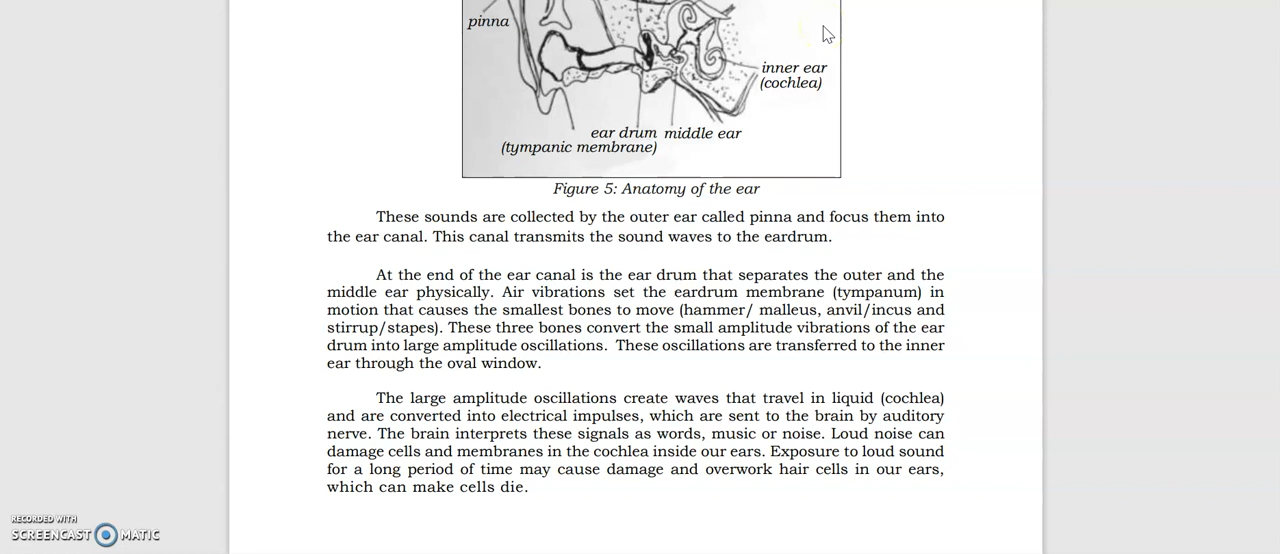 pinna
inner ear
(cochlea)
ear drum middle ear
(tympanic membrane)
Figure 5: Anatomy of the ear
These sounds are collected by the outer ear called pinna and focus them into
the ear canal. This canal transmits the sound waves to the eardrum.
At the end of the ear canal is the ear drum that separates the outer and the
middle ear physically. Air vibrations set the eardrum membrane (tympanum) in
motion that causes the smallest bones to move (hammer/ malleus, anvil/incus and
stirrup/stapes). These three bones convert the small amplitude vibrations of the ear
drum into large amplitude oscillations. These oscillations are transferred to the inner
ear through the oval window.
The large amplitude oscillations create waves that travel in liquid (cochlea)
and are converted into electrical impulses, which are sent to the brain by auditory
nerve. The brain interprets these signals as words, music or noise. Loud noise can
damage cells and membranes in the cochlea inside our ears. Exposure to loud sound
for a long period of time may cause damage and overwork hair cells in our ears,
which can make cells die.
RECORDED WITH
SCREENCAST MATIC